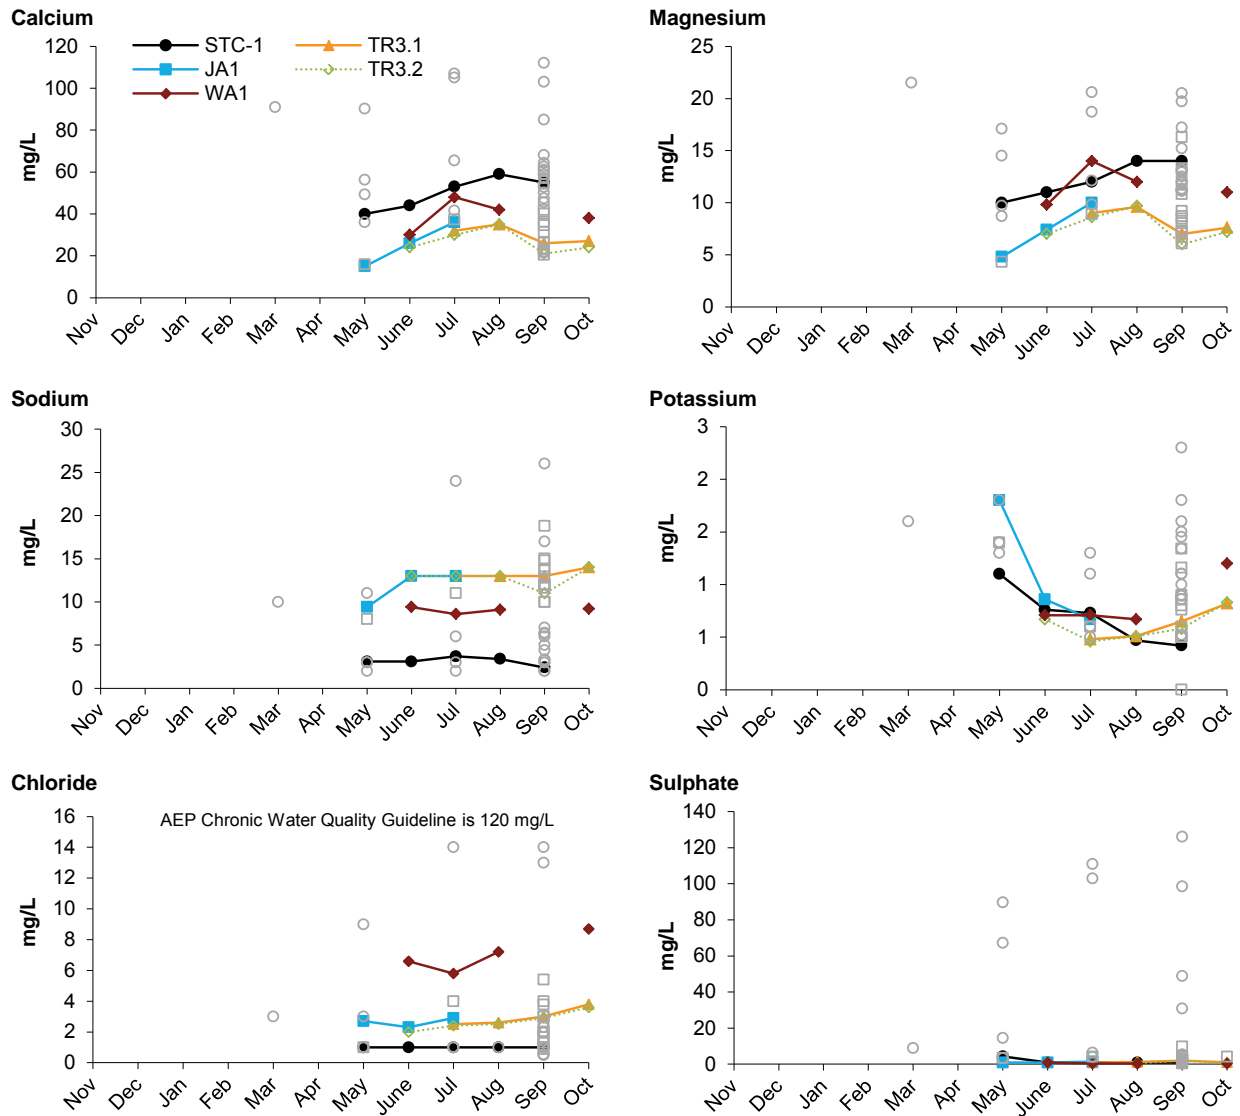 Calcium
Magnesium
STC-1
TR3.1
JA1
TR3.2
WA1
mg/L
120
100
80
60
40
20
0
Nov Dec Jan Feb Mar Apr May June Jul Aug Sep Oct
mg/L
25
20
15
10
5
0
Nov Dec Jan Feb Mar Apr May June Jul Aug Sep Oct
Sodium
Potassium
mg/L
30
25
20
15
10
5
0
Nov Dec Jan Feb Mar Apr May June Jul Aug Sep Oct
mg/L
3
2
2
1
1
0
Nov Dec Jan Feb Mar Apr May June Jul Aug Sep Oct
Chloride
Sulphate
AEP Chronic Water Quality Guideline is 120 mg/L
mg/L
16
14
12
10
8
6
4
2
0
Nov Dec Jan Feb Mar Apr May June Jul Aug Sep Oct
mg/L
140
120
100
80
60
40
20
0
Nov Dec Jan Feb Mar Apr May June Jul Aug Sep Oct